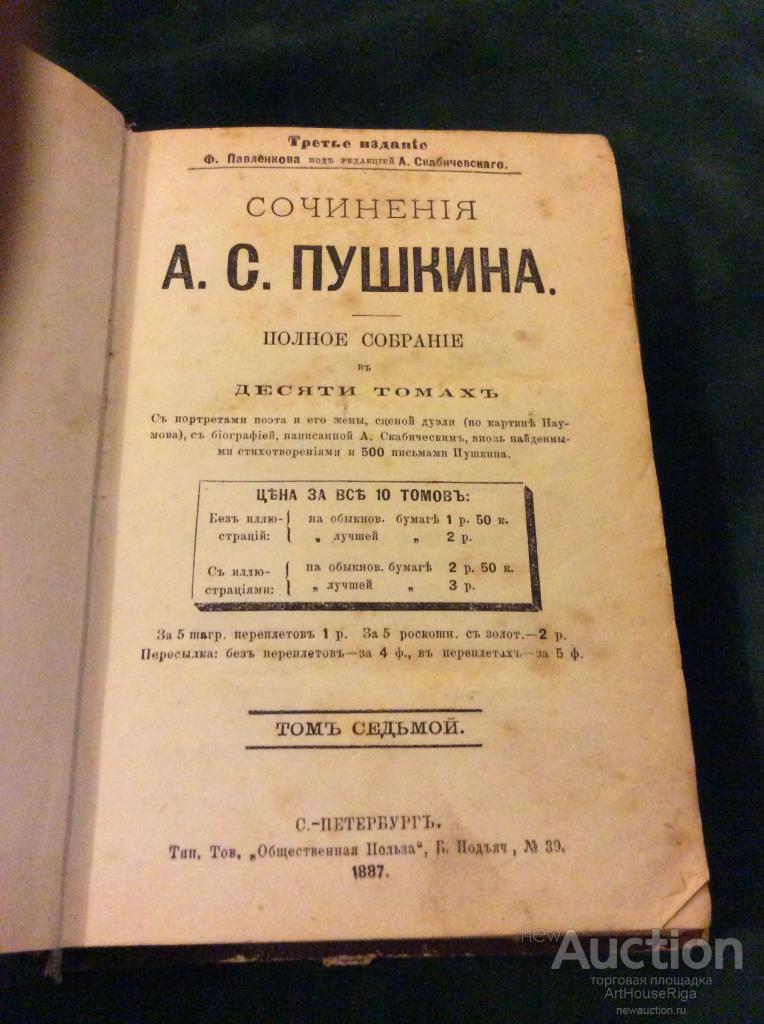 Третье изданіе
Ф. Павленкова подъ редакціей А. Скабичевскаго.
СОЧИНЕНІЯ
А. С. ПУШКИНА.
ПОЛНОЕ СОБРАНІЕ
въ
ДЕСЯТИ ТОМАХЪ
Съ портретами поэта и его жены, сценой дуэли (по картинѣ Нау-
мова), съ біографіей, написанной А. Скабическимъ, вновь найденны-
ми стихотвореніями и 500 письмами Пушкина.
ЦѢНА ЗА ВСѢ 10 ТОМОВЪ:
Безъ иллю- { на обыкнов. бумагѣ 1 р. 50 к.
страцій: „ лучшей „ 2 р.
Съ иллю- { на обыкнов. бумагѣ 2 р. 50 к.
страціями: „ лучшей „ 3 р.
За 5 шагр. переплетовъ 1 р. За 5 роскошн. съ золот.—2 р.
Пересылка: безъ переплетовъ—за 4 ф., въ переплетахъ—за 5 ф.
ТОМЪ СЕДЬМОЙ.
С.-ПЕТЕРБУРГЪ.
Тип. Тов. „Общественная Польза“, Б. Подъяч., № 39.
1887.
new Auction
торговая площадка
ArtHouseRiga
newauction.ru